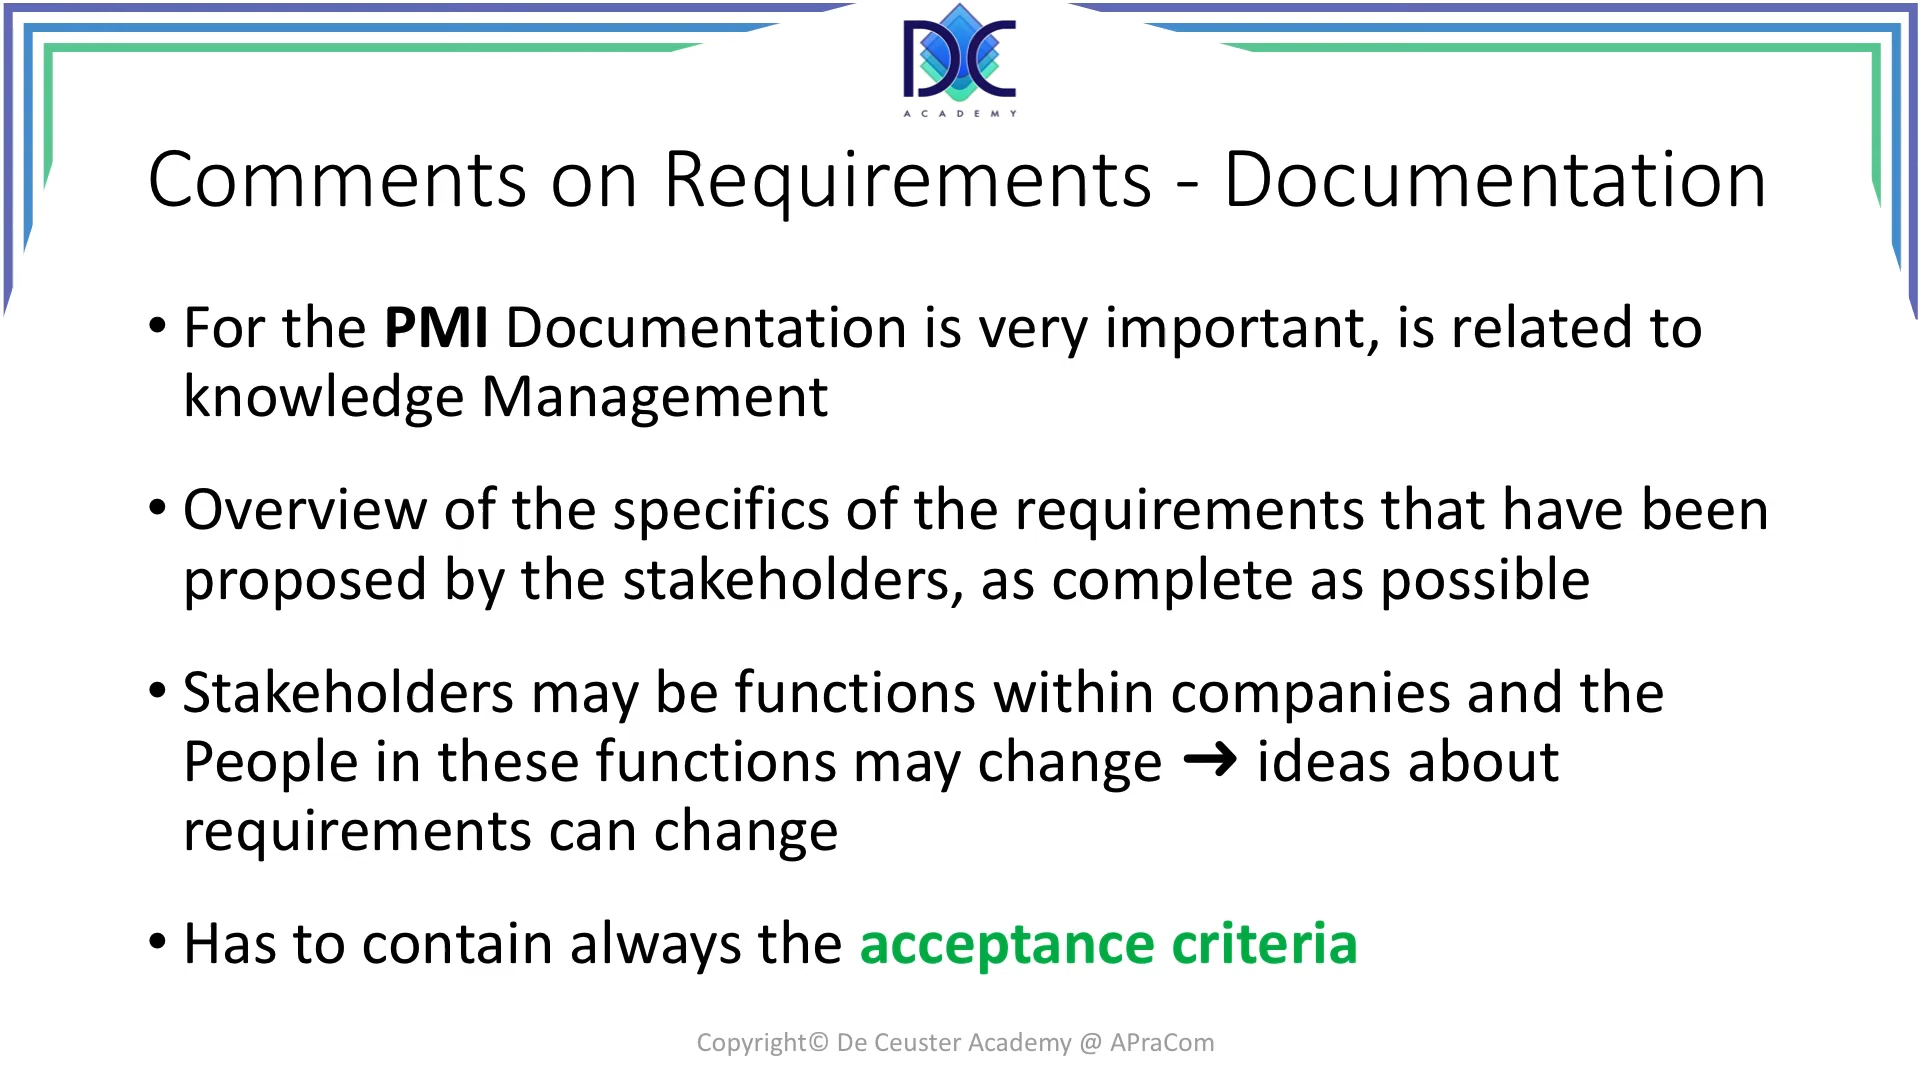 DC
ACADEMY
Comments on Requirements - Documentation
• For the PMI Documentation is very important, is related to
knowledge Management
• Overview of the specifics of the requirements that have been
proposed by the stakeholders, as complete as possible
• Stakeholders may be functions within companies and the
People in these functions may change ➔ ideas about
requirements can change
• Has to contain always the acceptance criteria
Copyright© De Ceuster Academy @ APraCom